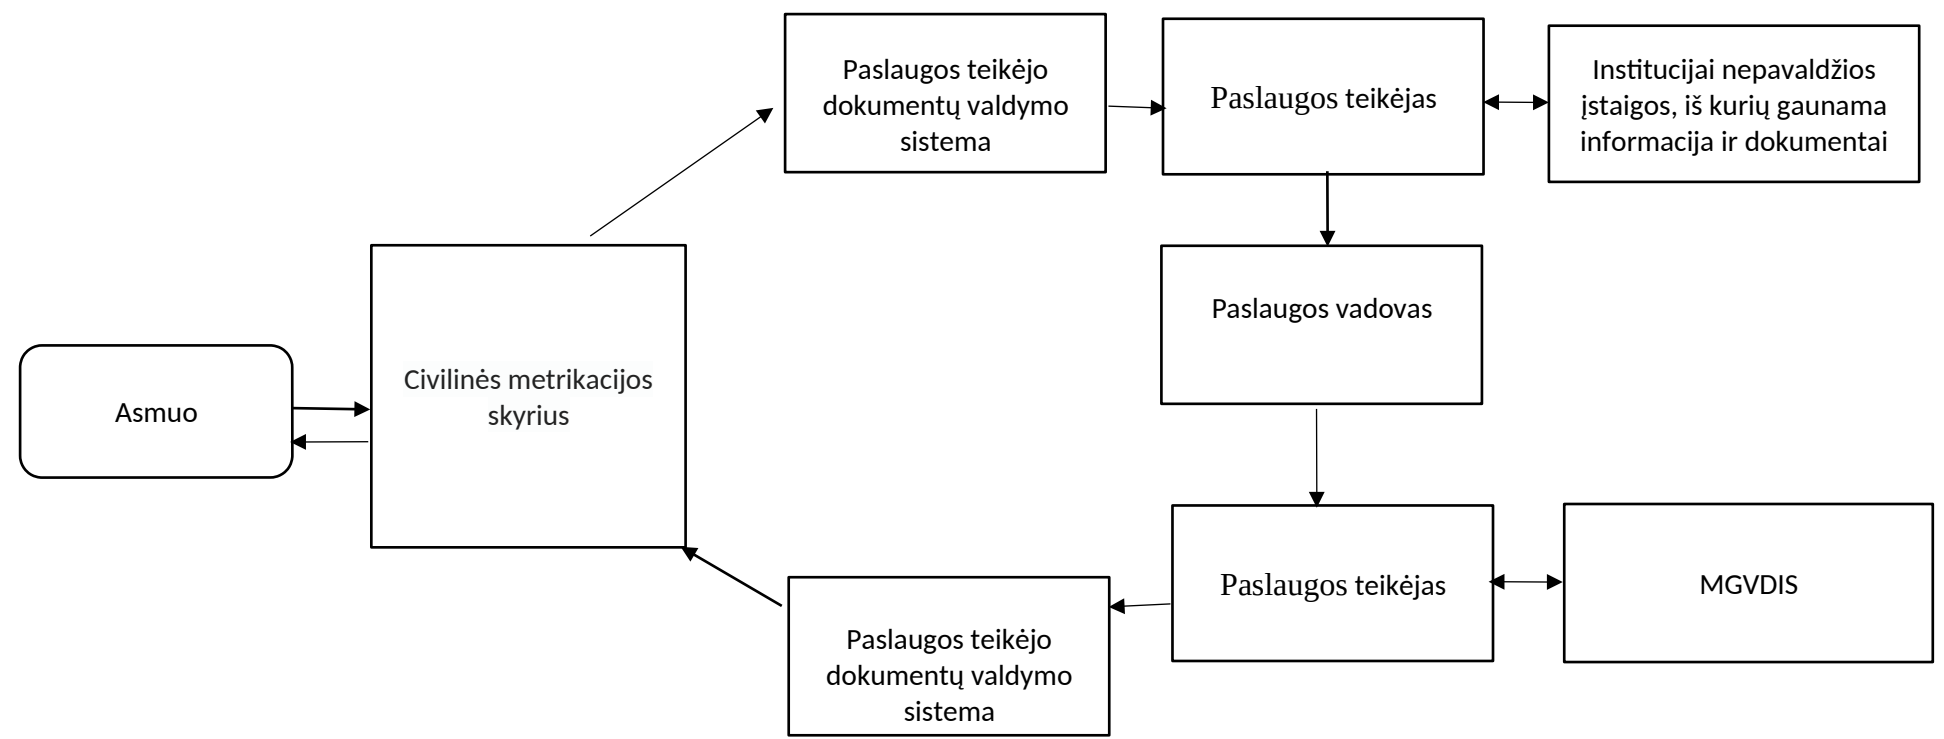 Paslaugos teikėjo
dokumentų valdymo
sistema
Paslaugos teikėjas
Institucijai nepavaldžios
įstaigos, iš kurių gaunama
informacija ir dokumentai
Paslaugos vadovas
Civilinės metrikacijos
skyrius
Asmuo
Paslaugos teikėjas
MGVDIS
Paslaugos teikėjo
dokumentų valdymo
sistema